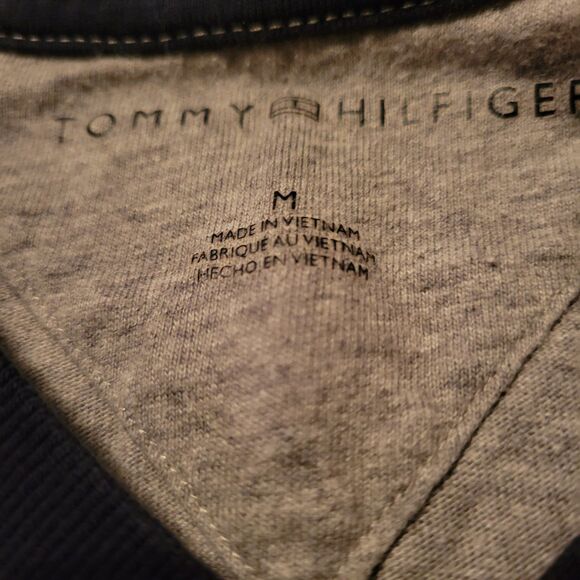 TOMMY HILFIGER
M
MADE IN VIETNAM
FABRIQUÉ AU VIETNAM
HECHO EN VIETNAM